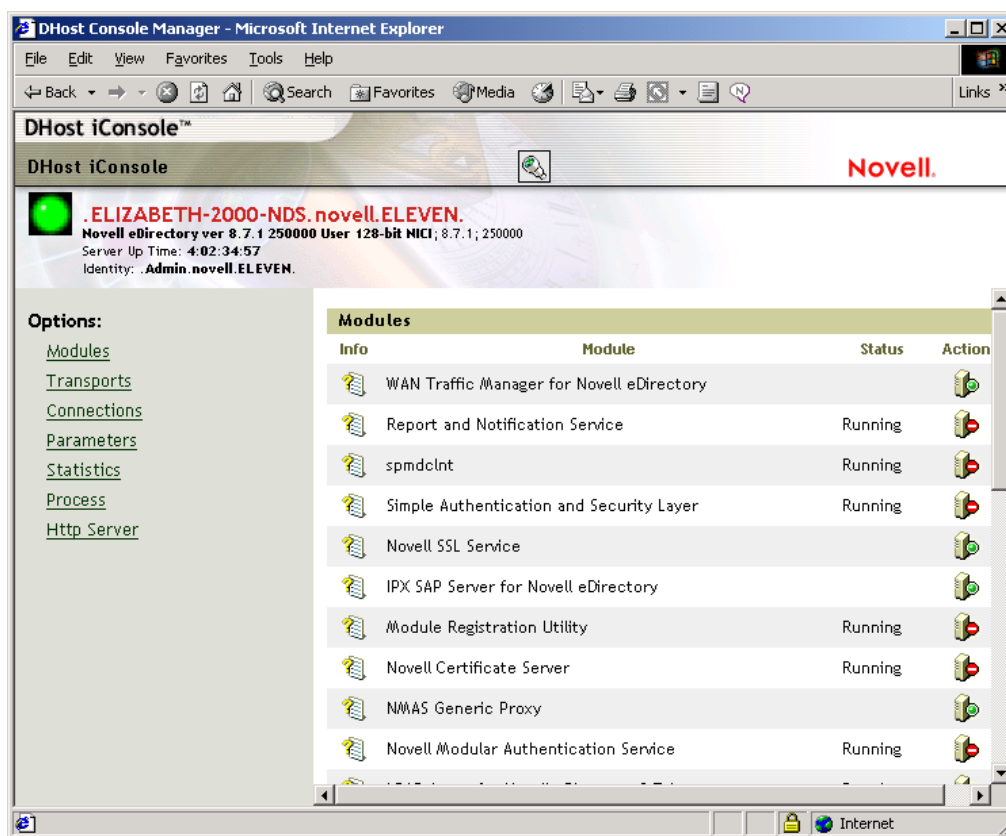 DHost Console Manager - Microsoft Internet Explorer
File Edit View Favorites Tools Help
Back Search Favorites Media Links »
DHost iConsole™
DHost iConsole Novell.
.ELIZABETH-2000-NDS.novell.ELEVEN.
Novell eDirectory ver 8.7.1 250000 User 128-bit NICI; 8.7.1; 250000
Server Up Time: 4:02:34:57
Identity: .Admin.novell.ELEVEN.
Options:
Modules
Transports
Connections
Parameters
Statistics
Process
Http Server
Modules
Info Module Status Action
WAN Traffic Manager for Novell eDirectory
Report and Notification Service Running
spmdclnt Running
Simple Authentication and Security Layer Running
Novell SSL Service
IPX SAP Server for Novell eDirectory
Module Registration Utility Running
Novell Certificate Server Running
NMAS Generic Proxy
Novell Modular Authentication Service Running
Internet